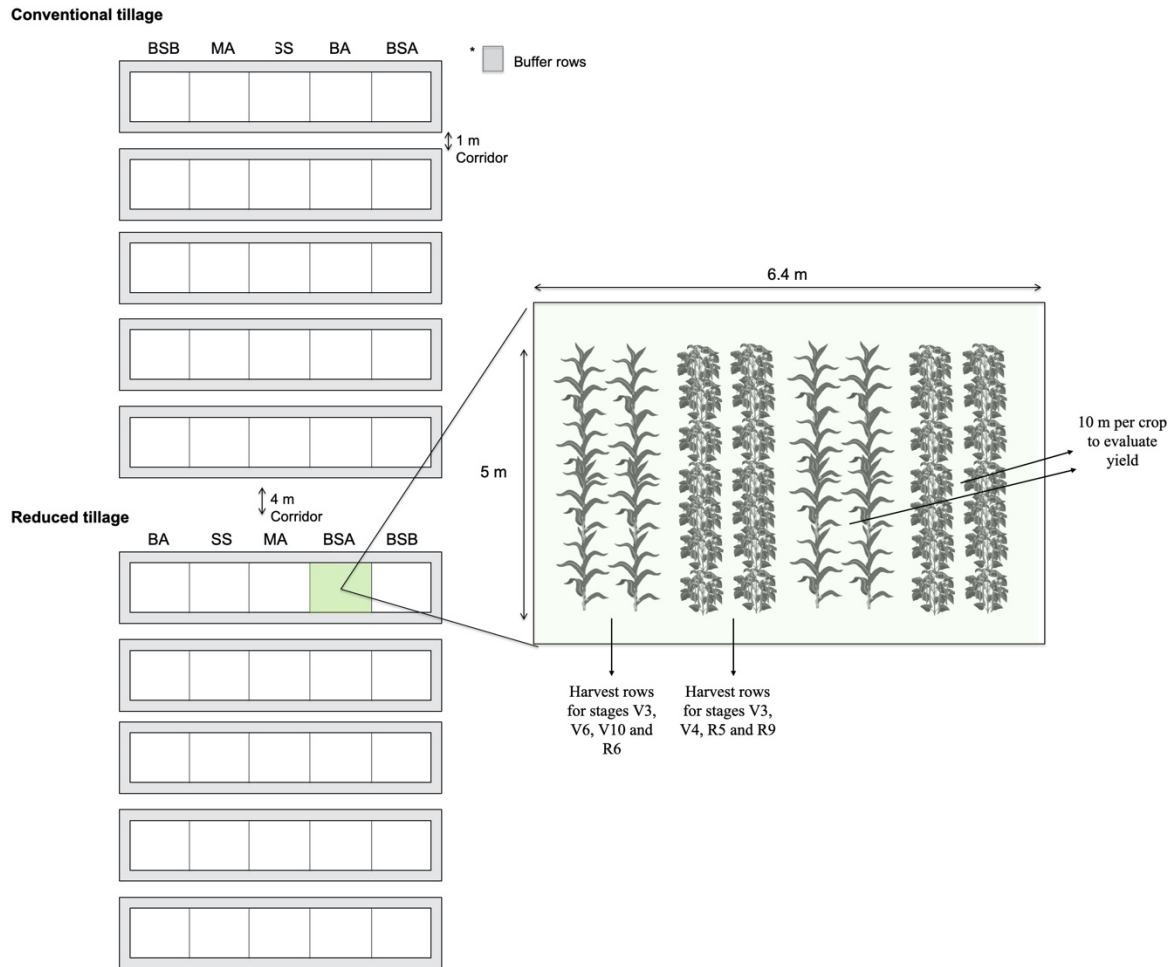 Conventional tillage
BSB MA SS BA BSA
*
Buffer rows
1 m
Corridor
6.4 m
5 m
10 m per crop
to evaluate
yield
4 m
Corridor
Reduced tillage
BA SS MA BSA BSB
Harvest rows
for stages V3,
V6, V10 and
R6
Harvest rows
for stages V3,
V4, R5 and R9